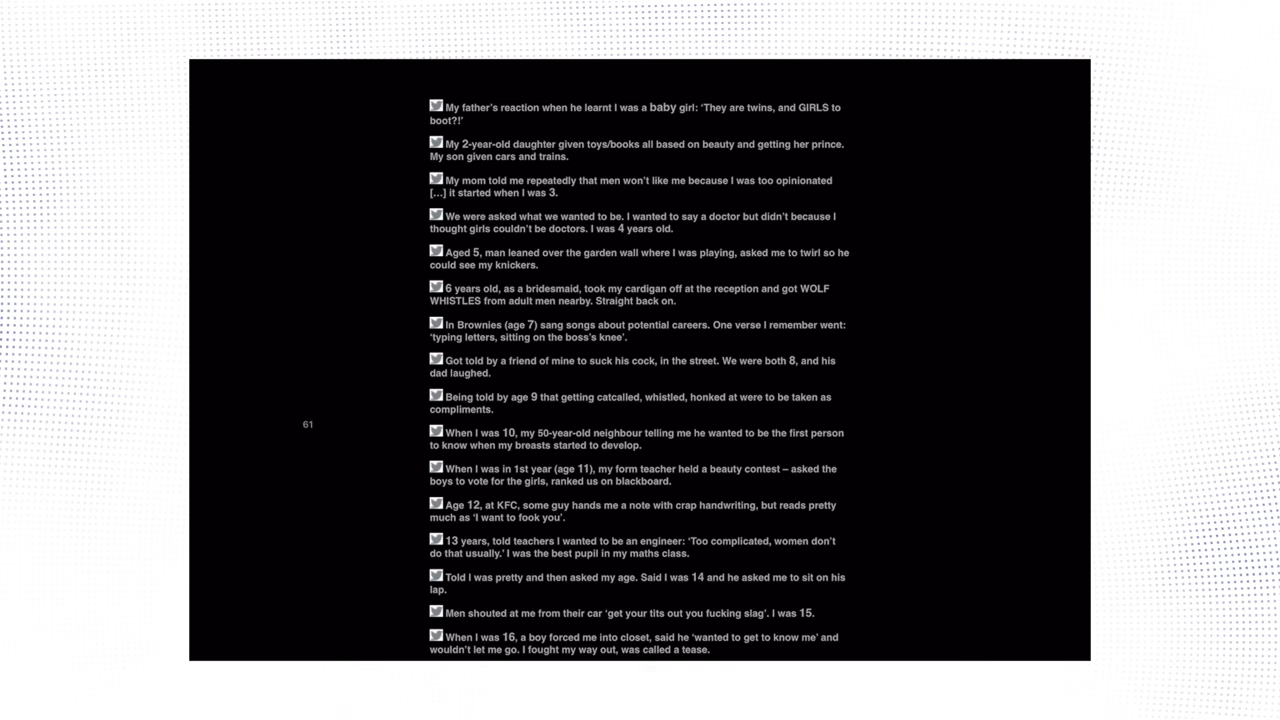 My father's reaction when he learnt I was a baby girl: 'They are twins, and GIRLS to
boot?!'
My 2-year-old daughter given toys/books all based on beauty and getting her prince.
My son given cars and trains.
My mom told me repeatedly that men won't like me because I was too opinionated
[…] it started when I was 3.
We were asked what we wanted to be. I wanted to say a doctor but didn't because I
thought girls couldn't be doctors. I was 4 years old.
Aged 5, man leaned over the garden wall where I was playing, asked me to twirl so he
could see my knickers.
6 years old, as a bridesmaid, took my cardigan off at the reception and got WOLF
WHISTLES from adult men nearby. Straight back on.
In Brownies (age 7) sang songs about potential careers. One verse I remember went:
'typing letters, sitting on the boss's knee'.
Got told by a friend of mine to suck his cock, in the street. We were both 8, and his
dad laughed.
Being told by age 9 that getting catcalled, whistled, honked at were to be taken as
compliments.
61
When I was 10, my 50-year-old neighbour telling me he wanted to be the first person
to know when my breasts started to develop.
When I was in 1st year (age 11), my form teacher held a beauty contest – asked the
boys to vote for the girls, ranked us on blackboard.
Age 12, at KFC, some guy hands me a note with crap handwriting, but reads pretty
much as 'I want to fook you'.
13 years, told teachers I wanted to be an engineer: 'Too complicated, women don't
do that usually.' I was the best pupil in my maths class.
Told I was pretty and then asked my age. Said I was 14 and he asked me to sit on his
lap.
Men shouted at me from their car 'get your tits out you fucking slag'. I was 15.
When I was 16, a boy forced me into closet, said he 'wanted to get to know me' and
wouldn't let me go. I fought my way out, was called a tease.